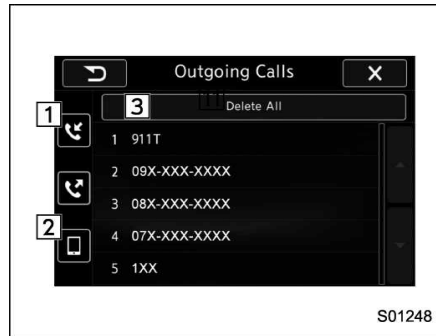 Outgoing Calls
X
3
Delete All
1
1 911T
2 09X-XXX-XXXX
3 08X-XXX-XXXX
2
4 07X-XXX-XXXX
5 1XX
S01248